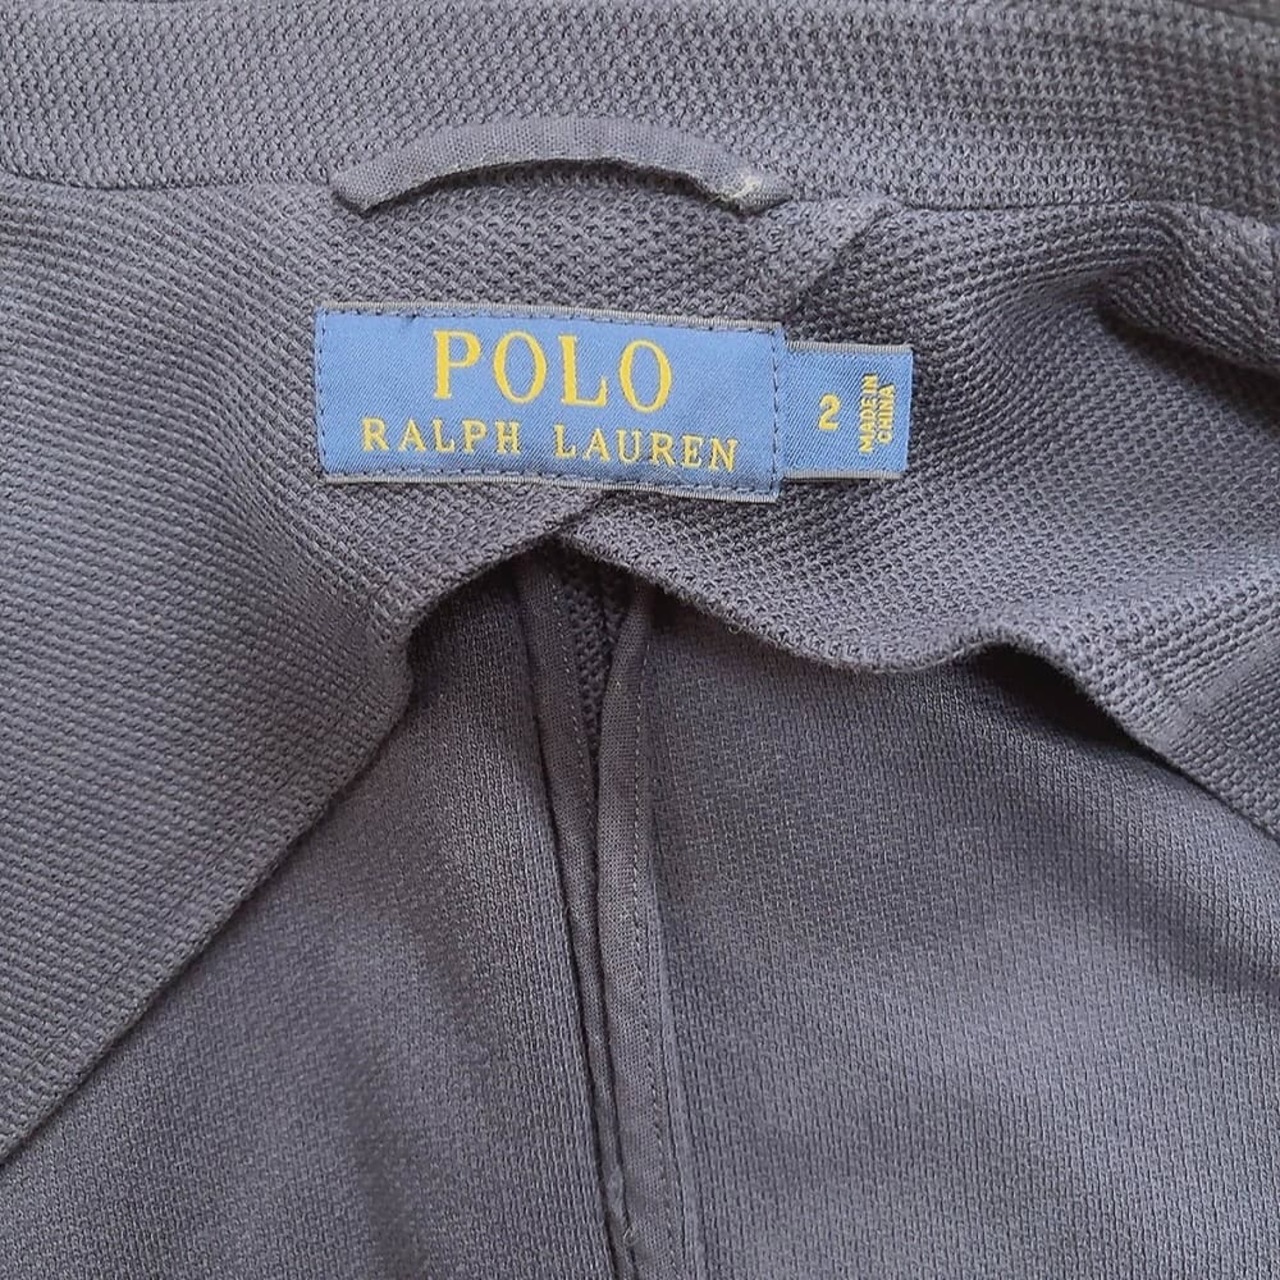 POLO
RALPH LAUREN
2
MADE IN
CHINA